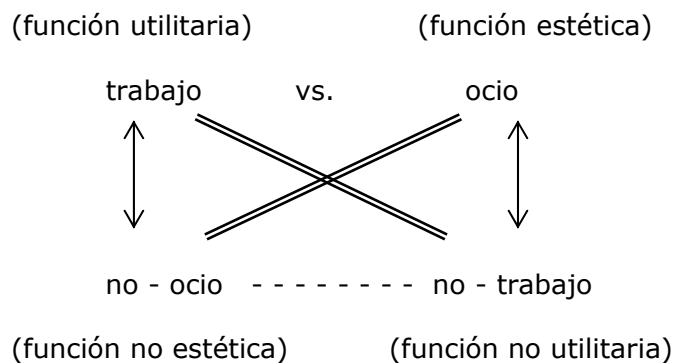 (función utilitaria) (función estética)
trabajo vs. ocio
no - ocio - - - - - - - - no - trabajo
(función no estética) (función no utilitaria)